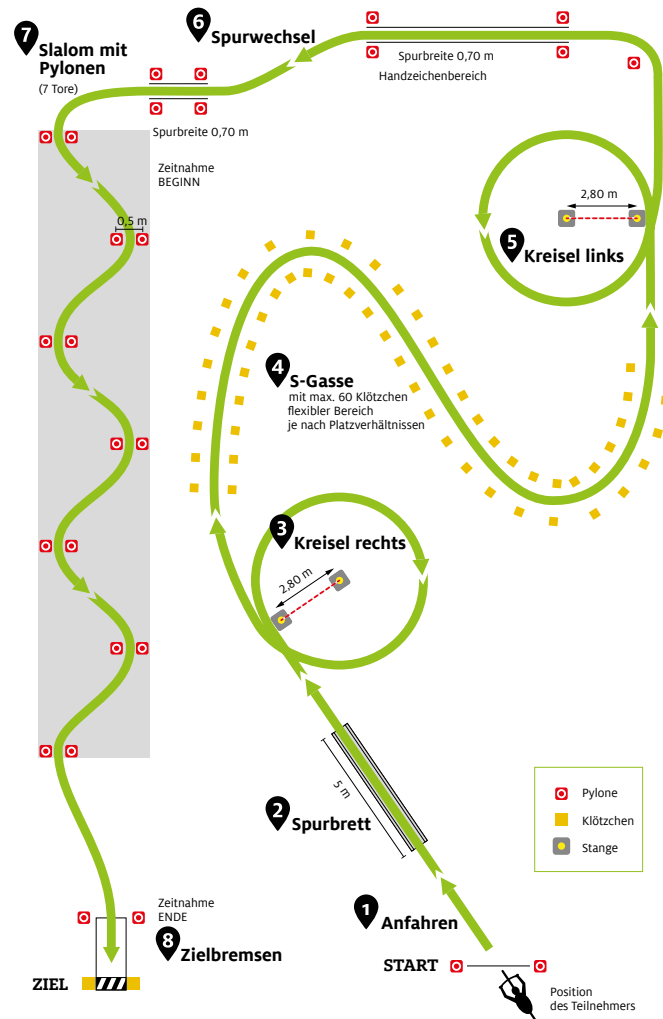 7 Slalom mit
Pylonen
(7 Tore)
6 Spurwechsel
Spurbreite 0,70 m
Handzeichenbereich
Spurbreite 0,70 m
Zeitnahme
BEGINN
0,5 m
2,80 m
5 Kreisel links
4 S-Gasse
mit max. 60 Klötzchen
flexibler Bereich
je nach Platzverhältnissen
3 Kreisel rechts
2,80 m
5 m
2 Spurbrett
Pylone
Klötzchen
Stange
1 Anfahren
START
Position
des Teilnehmers
Zeitnahme
ENDE
8 Zielbremsen
ZIEL